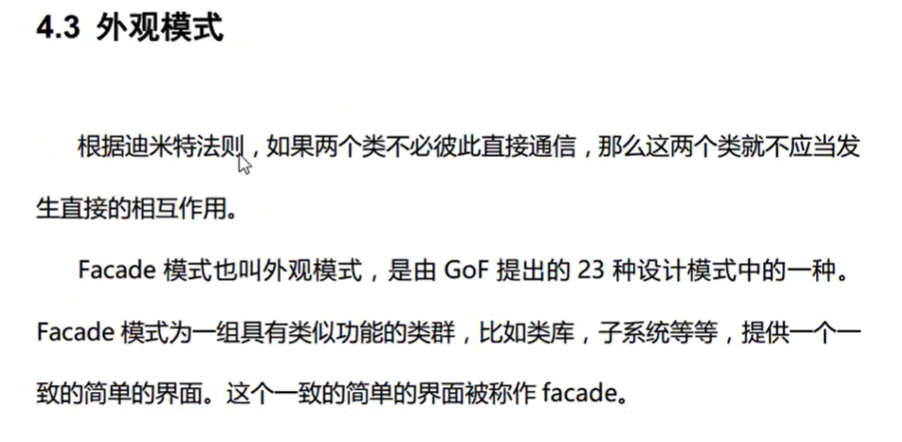 4.3 外观模式
根据迪米特法则，如果两个类不必彼此直接通信，那么这两个类就不应当发
生直接的相互作用。
Facade 模式也叫外观模式，是由 GoF 提出的 23 种设计模式中的一种。
Facade 模式为一组具有类似功能的类群，比如类库，子系统等等，提供一个一
致的简单的界面。这个一致的简单的界面被称作 facade。